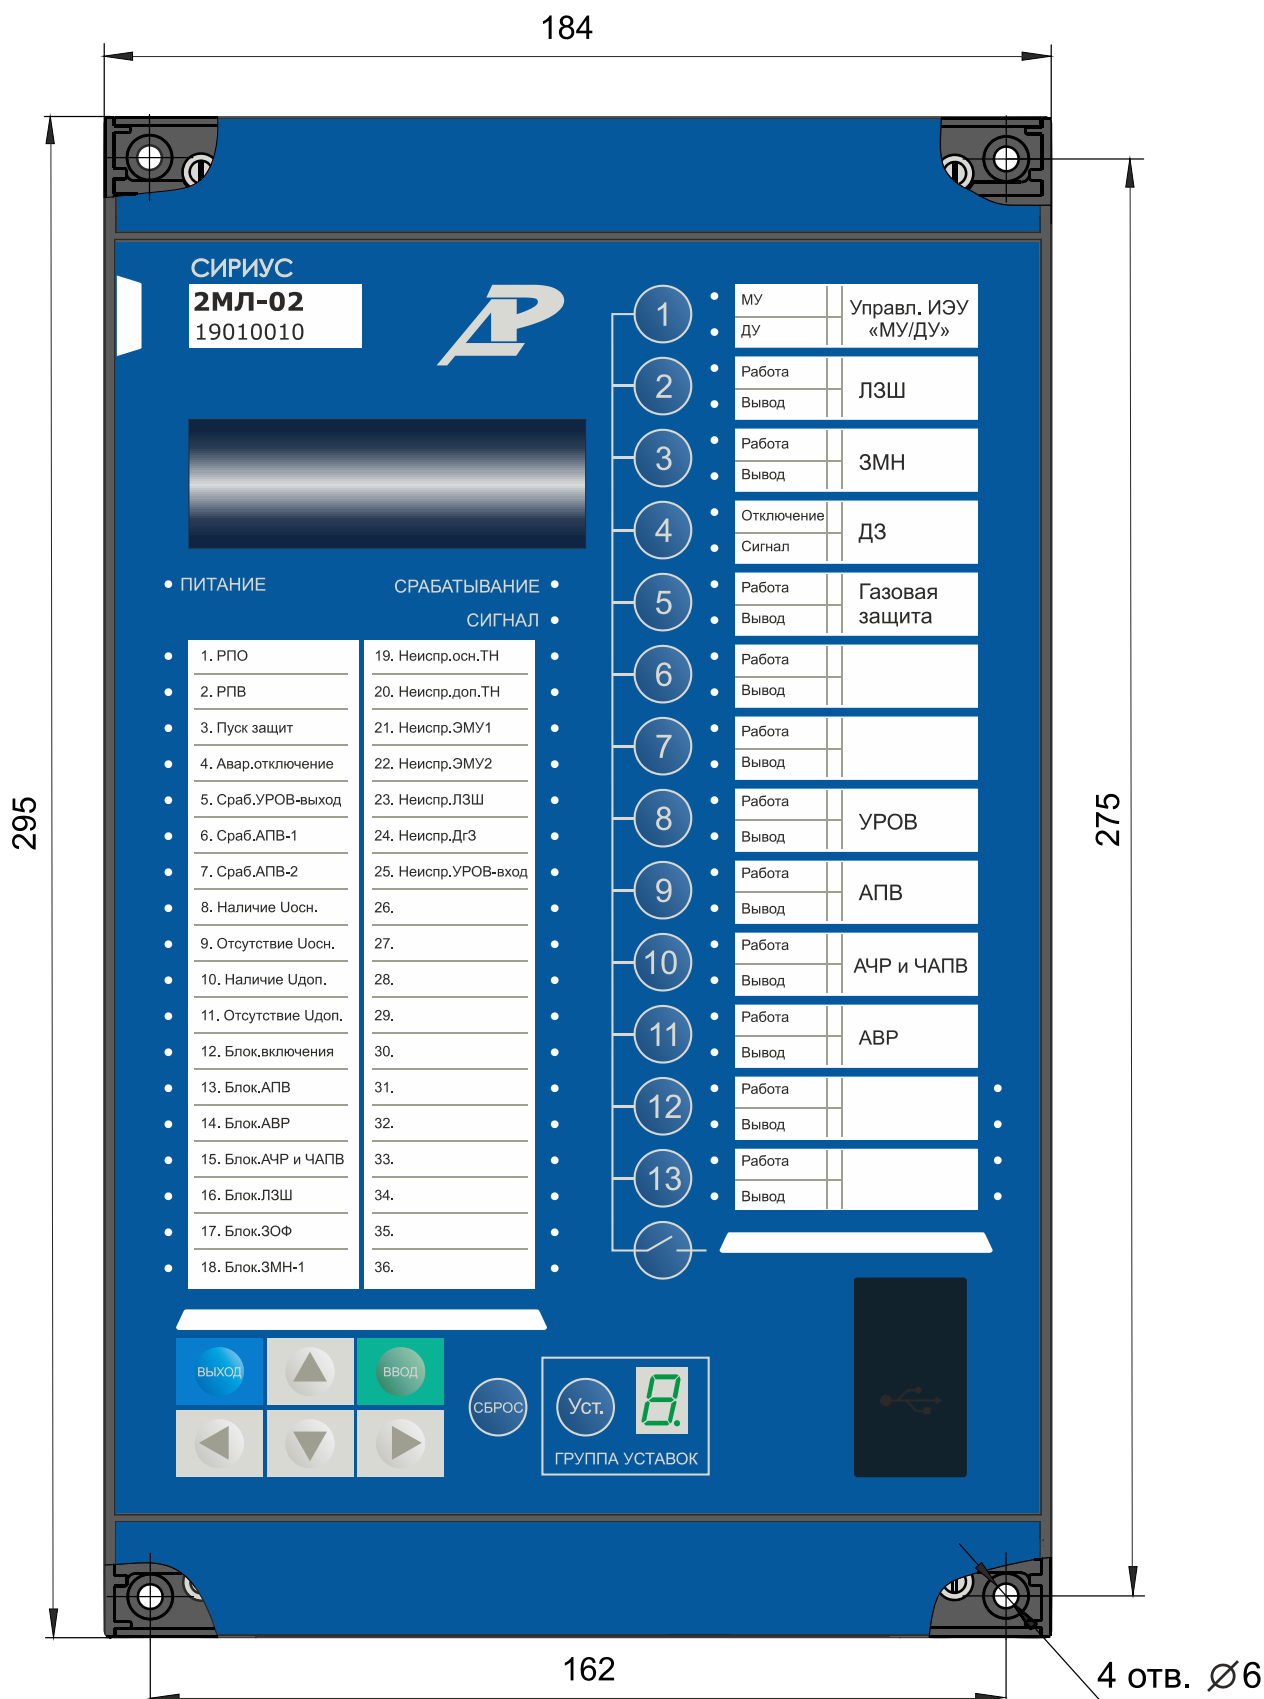 184
СИРИУС
2МЛ-02
19010010
ПИТАНИЕ
СРАБАТЫВАНИЕ
СИГНАЛ
1. РПО
2. РПВ
3. Пуск защит
4. Авар.отключение
5. Сраб.УРОВ-выход
6. Сраб.АПВ-1
7. Сраб.АПВ-2
8. Наличие Uосн.
9. Отсутствие Uосн.
10. Наличие Uдоп.
11. Отсутствие Uдоп.
12. Блок.включения
13. Блок.АПВ
14. Блок.АВР
15. Блок.АЧР и ЧАПВ
16. Блок.ЛЗШ
17. Блок.ЗОФ
18. Блок.ЗМН-1
19. Неиспр.осн.ТН
20. Неиспр.доп.ТН
21. Неиспр.ЭМУ1
22. Неиспр.ЭМУ2
23. Неиспр.ЛЗШ
24. Неиспр.ДгЗ
25. Неиспр.УРОВ-вход
26.
27.
28.
29.
30.
31.
32.
33.
34.
35.
36.
1
МУ
ДУ
Управл. ИЭУ
«МУ/ДУ»
2
Работа
Вывод
ЛЗШ
3
Работа
Вывод
ЗМН
4
Отключение
Сигнал
ДЗ
5
Работа
Вывод
Газовая
защита
6
Работа
Вывод
7
Работа
Вывод
8
Работа
Вывод
УРОВ
9
Работа
Вывод
АПВ
10
Работа
Вывод
АЧР и ЧАПВ
11
Работа
Вывод
АВР
12
Работа
Вывод
13
Работа
Вывод
ВЫХОД
ВВОД
СБРОС
Уст.
8.
ГРУППА УСТАВОК
295
275
162
4 отв. ∅6